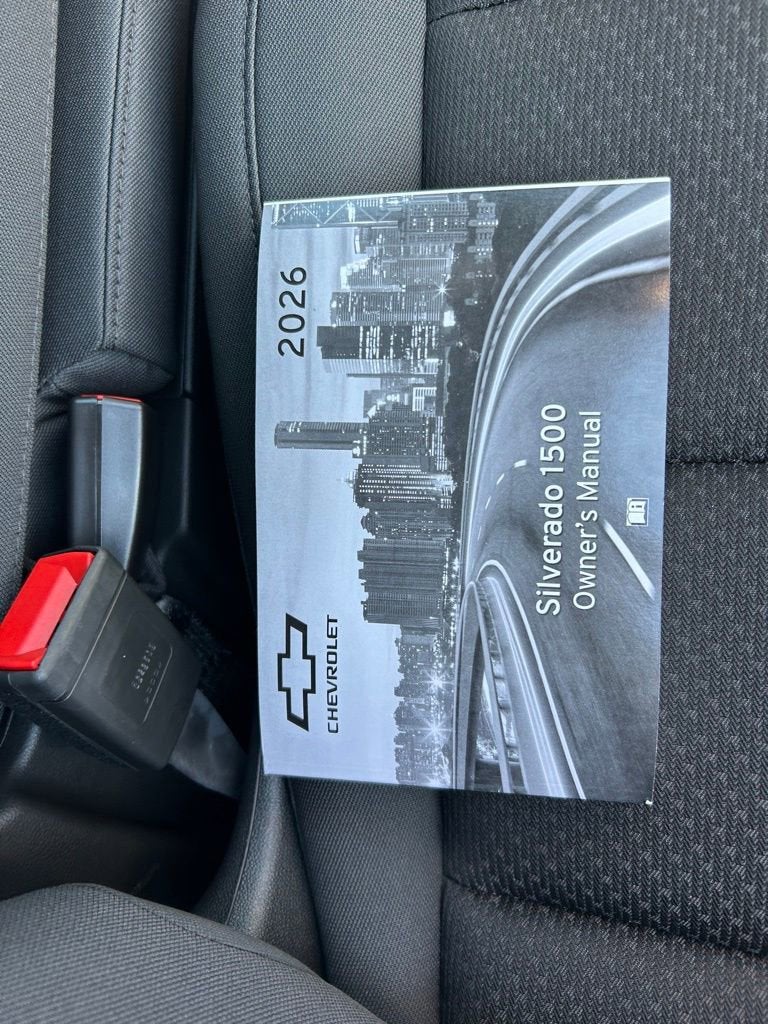 2026
CHEVROLET
Silverado 1500
Owner's Manual